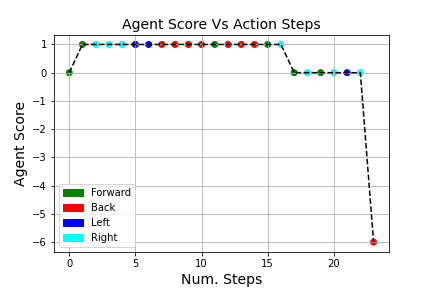 Agent Score Vs Action Steps
1
0
−1
−2
−3
−4
−5
−6
Agent Score
Forward
Back
Left
Right
0 5 10 15 20
Num. Steps